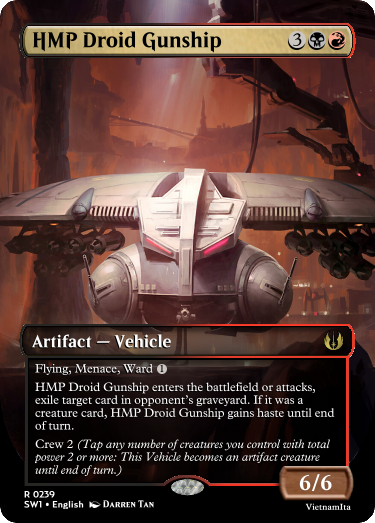 HMP Droid Gunship 3
Artifact — Vehicle
Flying, Menace, Ward 1
HMP Droid Gunship enters the battlefield or attacks,
exile target card in opponent's graveyard. If it was a
creature card, HMP Droid Gunship gains haste until end
of turn.
Crew 2 (Tap any number of creatures you control with total
power 2 or more: This Vehicle becomes an artifact creature
until end of turn.)
6/6
R 0239
SW1 • English Darren Tan
VietnamIta